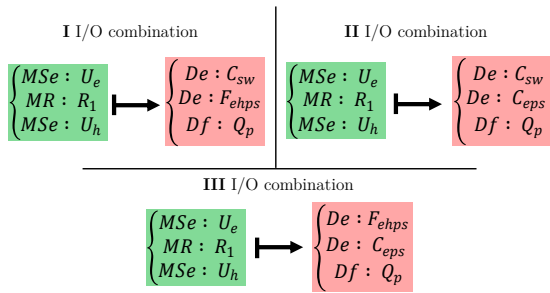 I I/O combination
MSe : U_e
MR : R_1
MSe : U_h
De : C_sw
De : F_ehps
Df : Q_p
II I/O combination
MSe : U_e
MR : R_1
MSe : U_h
De : C_sw
De : C_eps
Df : Q_p
III I/O combination
MSe : U_e
MR : R_1
MSe : U_h
De : F_ehps
De : C_eps
Df : Q_p